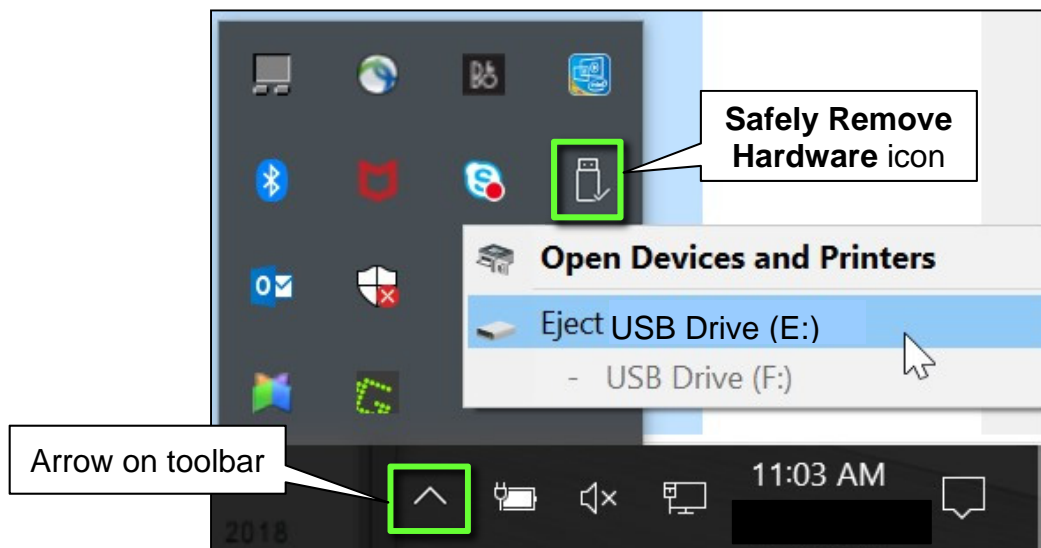 Safely Remove
Hardware icon
Open Devices and Printers
Eject USB Drive (E:)
- USB Drive (F:)
Arrow on toolbar
11:03 AM
2018